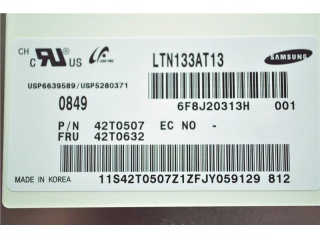 CH
C RU US
LTN133AT13
SAMSUNG
USP6639589/USP5280371
0849
6F8J20313H 001
P/N 42T0507 EC NO -
FRU 42T0632
MADE IN KOREA
11S42T0507Z1ZFJY059129 812